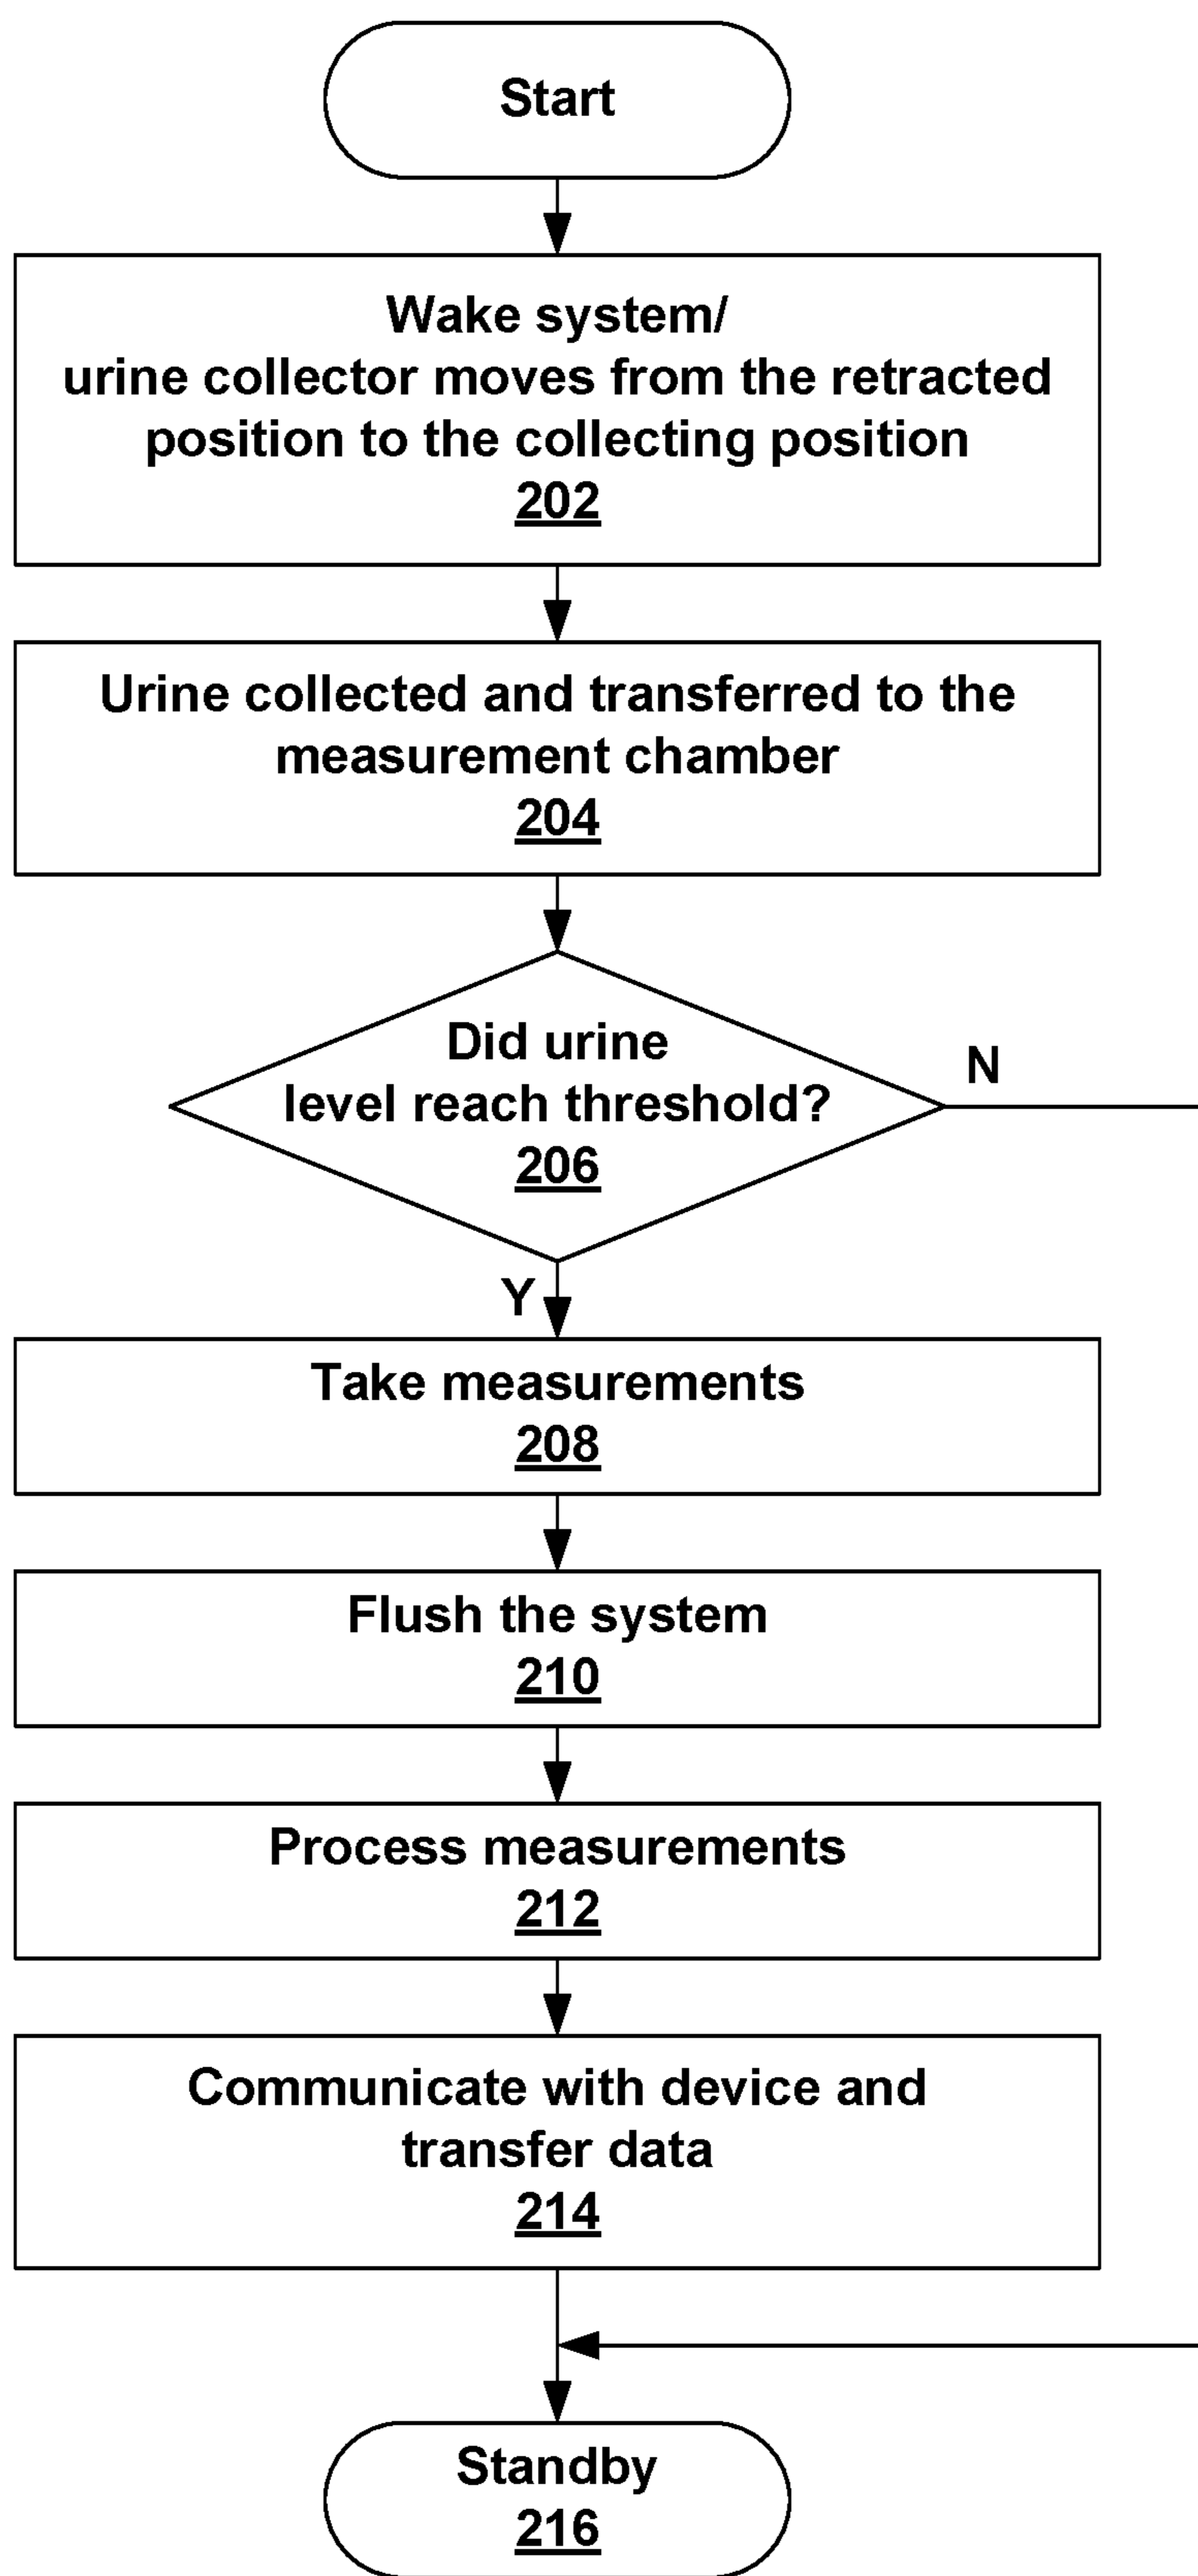 Start
Wake system/
urine collector moves from the retracted
position to the collecting position
202
Urine collected and transferred to the
measurement chamber
204
Did urine
level reach threshold?
206
N
Y
Take measurements
208
Flush the system
210
Process measurements
212
Communicate with device and
transfer data
214
Standby
216